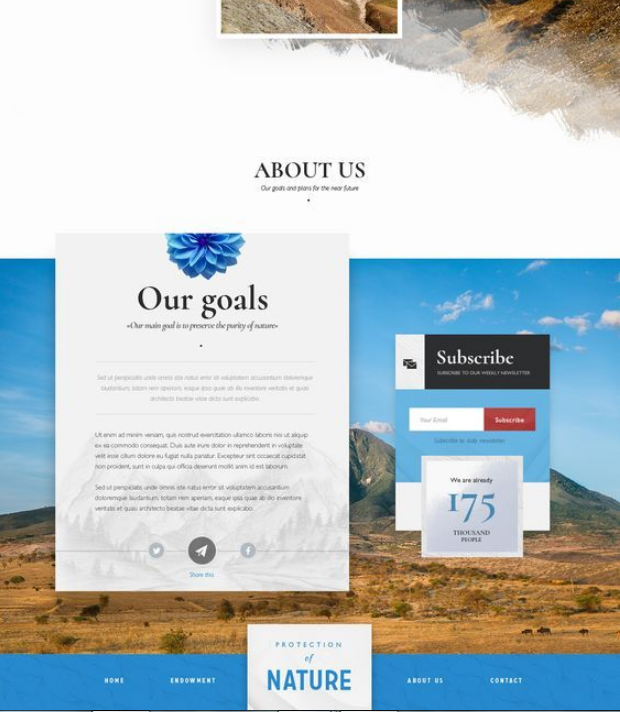 ABOUT US
Our goals and plans for the near future
Our goals
«Our main goal is to preserve the purity of nature»
Sed ut perspiciatis unde omnis iste natus error sit voluptatem accusantium doloremque
laudantium, totam rem aperiam, eaque ipsa quae ab illo inventore veritatis et quasi
architecto beatae vitae dicta sunt explicabo.
Ut enim ad minim veniam, quis nostrud exercitation ullamco laboris nisi ut aliquip
ex ea commodo consequat. Duis aute irure dolor in reprehenderit in voluptate
velit esse cillum dolore eu fugiat nulla pariatur. Excepteur sint occaecat cupidatat
non proident, sunt in culpa qui officia deserunt mollit anim id est laborum.
Sed ut perspiciatis unde omnis iste natus error sit voluptatem accusantium
doloremque laudantium, totam rem aperiam, eaque ipsa quae ab illo inventore
veritatis et quasi architecto beatae vitae dicta sunt explicabo.
Share this
Subscribe
SUBSCRIBE TO OUR WEEKLY NEWSLETTER
Your Email
Subscribe
Subscribe to daily newsletter
We are already
175
THOUSAND
PEOPLE
HOME
ENDOWMENT
PROTECTION
of
NATURE
ABOUT US
CONTACT